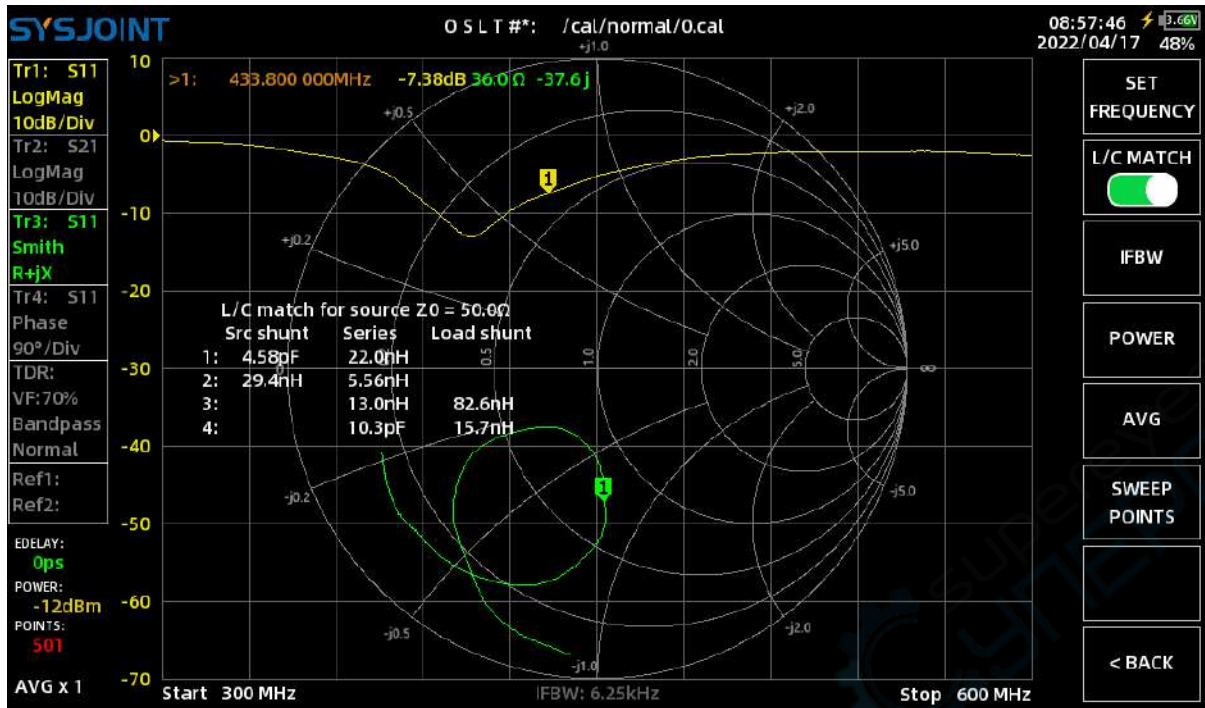 SYSJOINT
O S L T #*: /cal/normal/0.cal
08:57:46 3.66V
2022/04/17 48%
Tr1: S11
LogMag
10dB/Div
Tr2: S21
LogMag
10dB/Div
Tr3: S11
Smith
R+jX
Tr4: S11
Phase
90°/Div
TDR:
VF:70%
Bandpass
Normal
Ref1:
Ref2:
EDELAY:
0ps
POWER:
-12dBm
POINTS:
501
AVG x 1
10
0
-10
-20
-30
-40
-50
-60
-70
>1: 433.800 000MHz -7.38dB 36.0 Ω -37.6 j
+j1.0
+j0.5
+j2.0
+j0.2
+j5.0
1
L/C match for source Z0 = 50.0Ω
Src shunt Series Load shunt
1: 4.58pF 22.0nH
2: 29.4nH 5.56nH
3: 13.0nH 82.6nH
4: 10.3pF 15.7nH
0.5
1.0
2.0
5.0
∞
1
-j0.2
-j5.0
-j0.5
-j2.0
-j1.0
Start 300 MHz
IFBW: 6.25kHz
Stop 600 MHz
SET
FREQUENCY
L/C MATCH
IFBW
POWER
AVG
SWEEP
POINTS
< BACK
supereye